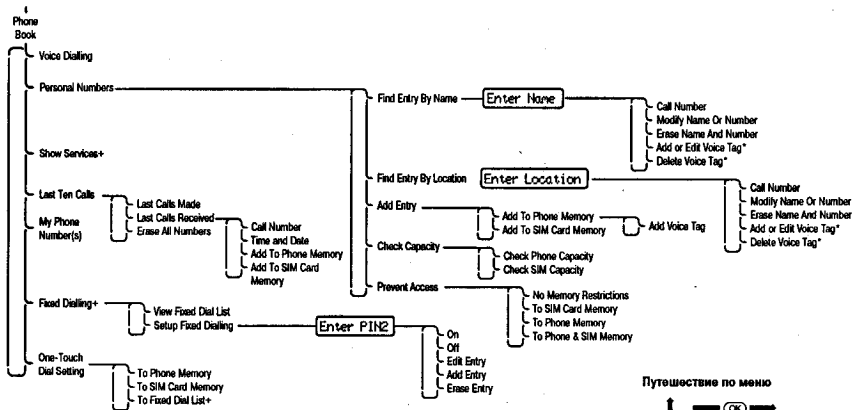 Phone
Book
Voice Dialling
Personal Numbers
Find Entry By Name
Enter Name
Call Number
Modify Name Or Number
Erase Name And Number
Add or Edit Voice Tag*
Delete Voice Tag*
Show Services+
Find Entry By Location
Enter Location
Call Number
Modify Name Or Number
Erase Name And Number
Add or Edit Voice Tag*
Delete Voice Tag*
Last Ten Calls
Last Calls Made
Last Calls Received
Erase All Numbers
Call Number
Time and Date
Add To Phone Memory
Add To SIM Card
Memory
My Phone
Number(s)
Add Entry
Add To Phone Memory
Add To SIM Card Memory
Add Voice Tag
Check Capacity
Check Phone Capacity
Check SIM Capacity
Prevent Access
No Memory Restrictions
To SIM Card Memory
To Phone Memory
To Phone & SIM Memory
Fixed Dialling+
View Fixed Dial List
Setup Fixed Dialling
Enter PIN2
On
Off
Edit Entry
Add Entry
Erase Entry
One-Touch
Dial Setting
To Phone Memory
To SIM Card Memory
To Fixed Dial List+
Путешествие по меню
OK